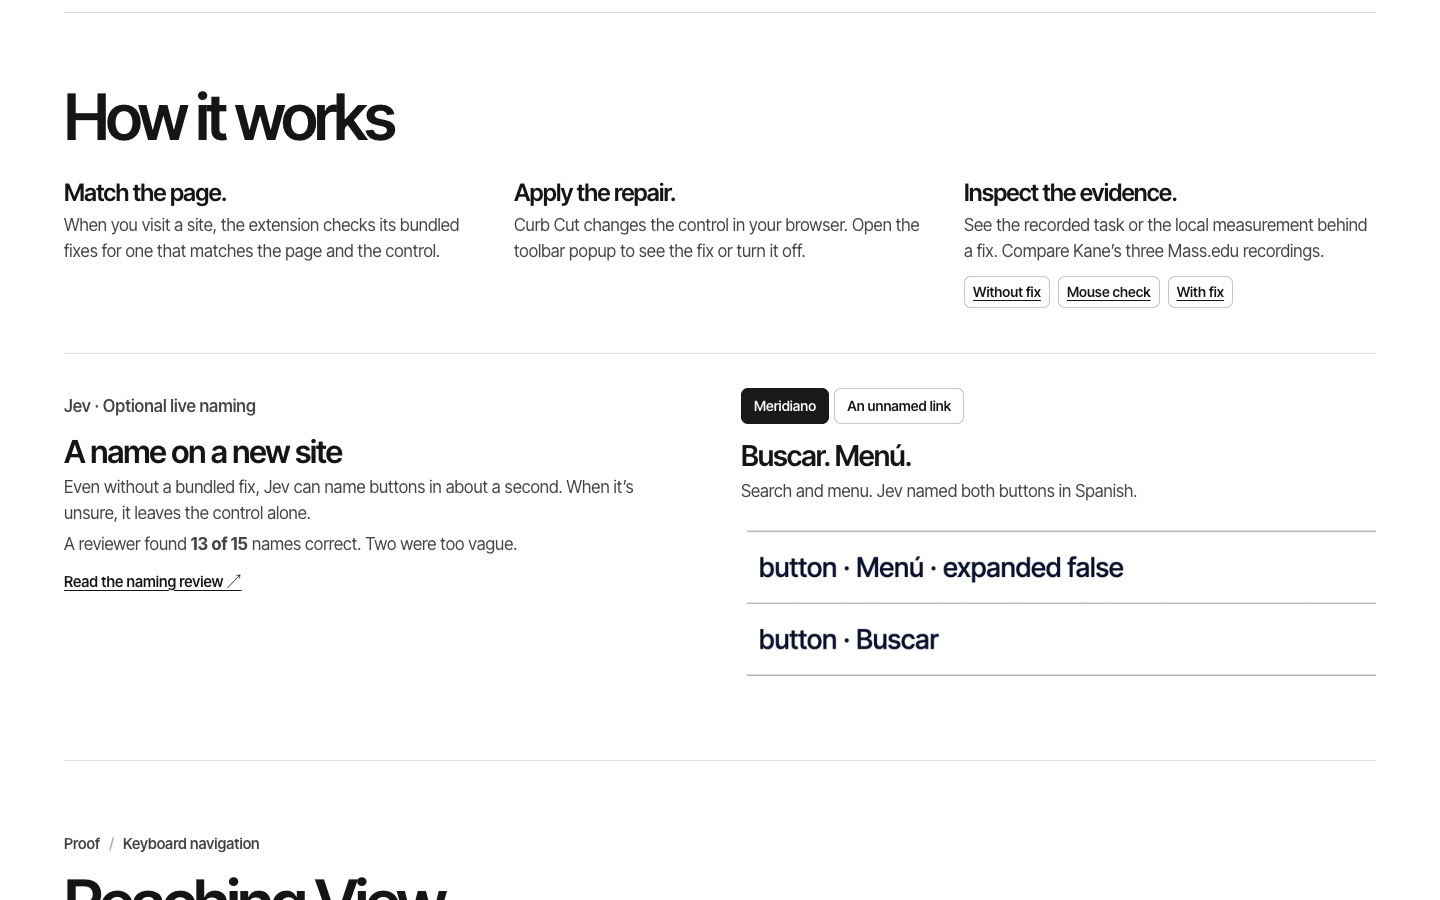 How it works
Match the page.
When you visit a site, the extension checks its bundled
fixes for one that matches the page and the control.
Apply the repair.
Curb Cut changes the control in your browser. Open the
toolbar popup to see the fix or turn it off.
Inspect the evidence.
See the recorded task or the local measurement behind
a fix. Compare Kane’s three Mass.edu recordings.
Without fix
Mouse check
With fix
Jev · Optional live naming
A name on a new site
Even without a bundled fix, Jev can name buttons in about a second. When it’s
unsure, it leaves the control alone.
A reviewer found 13 of 15 names correct. Two were too vague.
Read the naming review ↗
Meridiano
An unnamed link
Buscar. Menú.
Search and menu. Jev named both buttons in Spanish.
button · Menú · expanded false
button · Buscar
Proof / Keyboard navigation
Reaching View